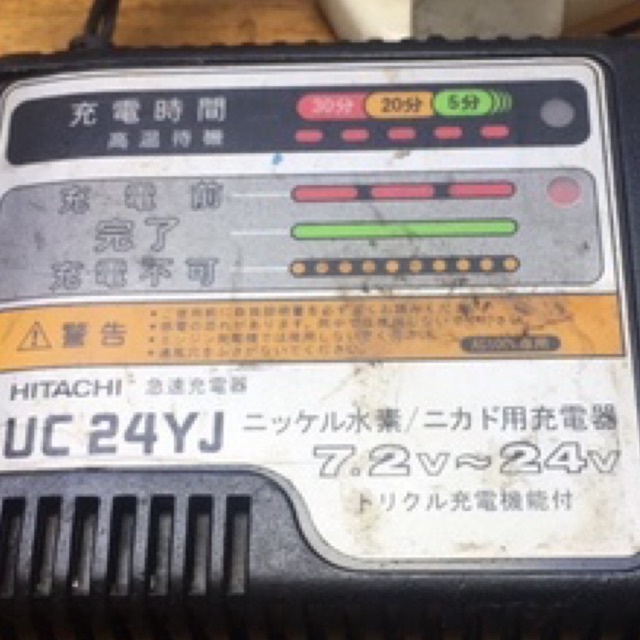 充電時間 30分 20分 5分
高温待機
充電前
完了
充電不可
警告
HITACHI 急速充電器
UC 24YJ ニッケル水素/ニカド用充電器
7.2V~24V
トリクル充電機能付